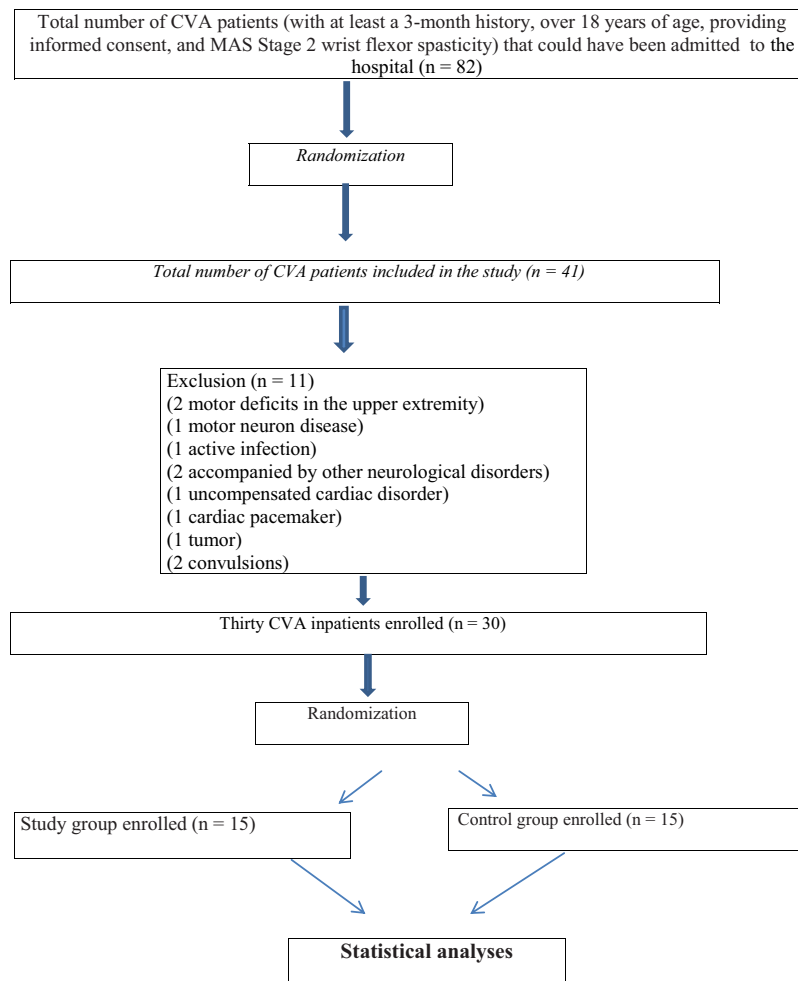 Total number of CVA patients (with at least a 3-month history, over 18 years of age, providing
informed consent, and MAS Stage 2 wrist flexor spasticity) that could have been admitted to the
hospital (n = 82)
Randomization
Total number of CVA patients included in the study (n = 41)
Exclusion (n = 11)
(2 motor deficits in the upper extremity)
(1 motor neuron disease)
(1 active infection)
(2 accompanied by other neurological disorders)
(1 uncompensated cardiac disorder)
(1 cardiac pacemaker)
(1 tumor)
(2 convulsions)
Thirty CVA inpatients enrolled (n = 30)
Randomization
Study group enrolled (n = 15)
Control group enrolled (n = 15)
Statistical analyses